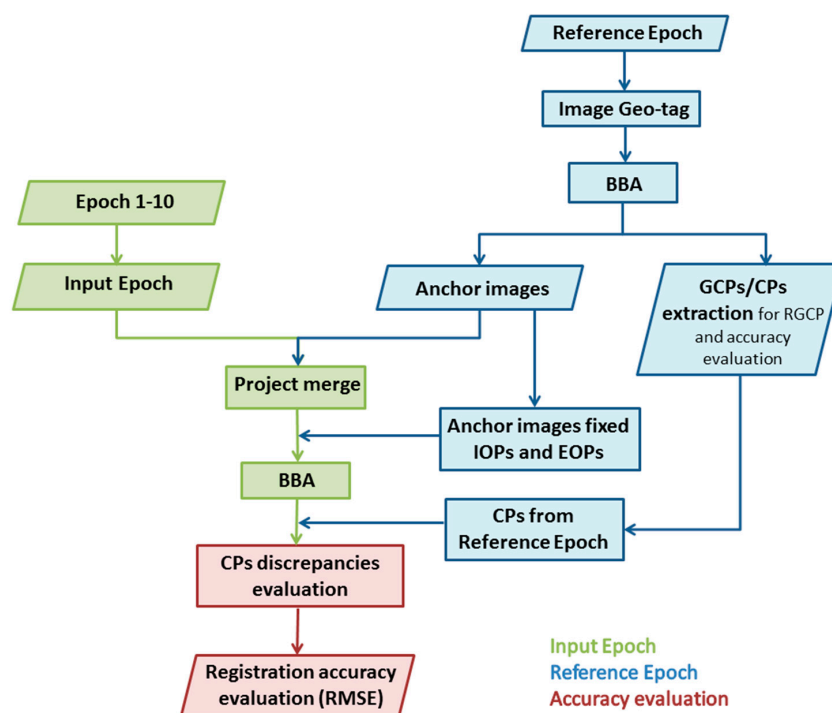 Reference Epoch
Image Geo-tag
BBA
Epoch 1-10
Input Epoch
Anchor images
GCPs/CPs
extraction for RGCP
and accuracy
evaluation
Project merge
Anchor images fixed
IOPs and EOPs
BBA
CPs from
Reference Epoch
CPs discrepancies
evaluation
Registration accuracy
evaluation (RMSE)
Input Epoch
Reference Epoch
Accuracy evaluation